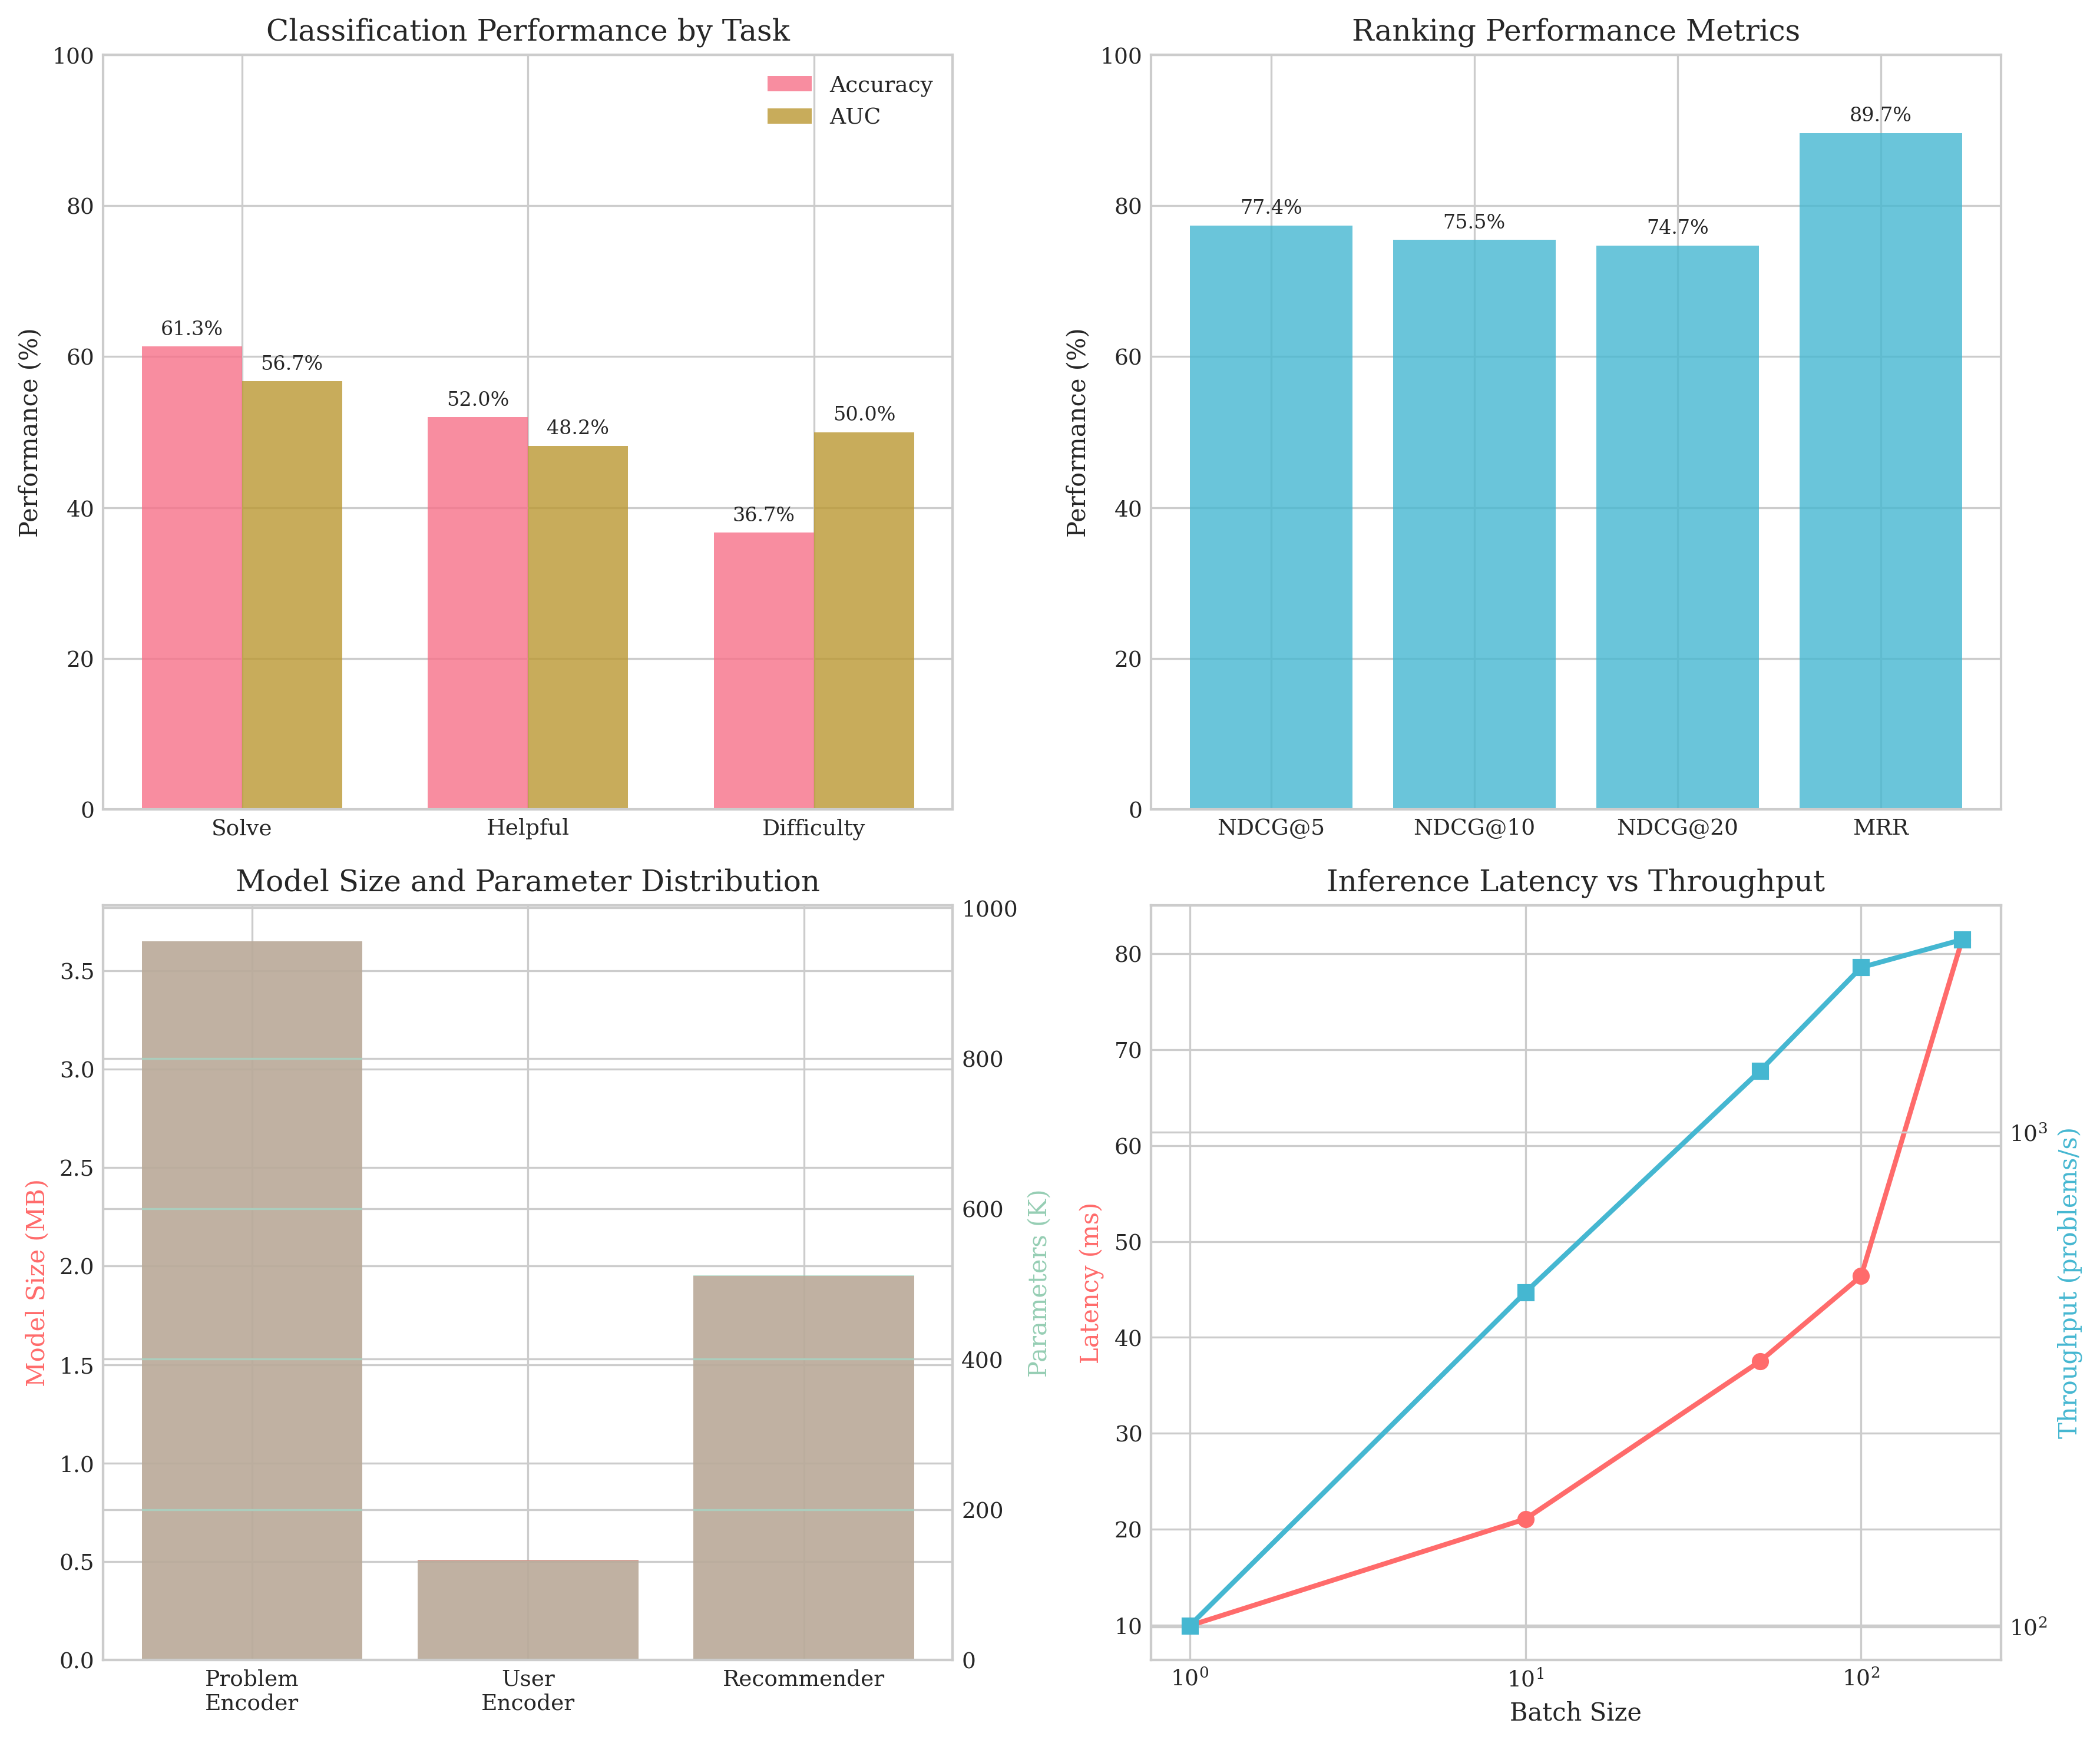 Classification Performance by Task
Performance (%)
100
80
60
40
20
0
Accuracy
AUC
61.3%
56.7%
52.0%
48.2%
36.7%
50.0%
Solve
Helpful
Difficulty
Ranking Performance Metrics
Performance (%)
100
80
60
40
20
0
77.4%
75.5%
74.7%
89.7%
NDCG@5
NDCG@10
NDCG@20
MRR
Model Size and Parameter Distribution
Model Size (MB)
3.5
3.0
2.5
2.0
1.5
1.0
0.5
0.0
1000
800
600
400
200
0
Parameters (K)
Problem
Encoder
User
Encoder
Recommender
Inference Latency vs Throughput
Latency (ms)
80
70
60
50
40
30
20
10
10³
10²
Throughput (problems/s)
10⁰
10¹
10²
Batch Size